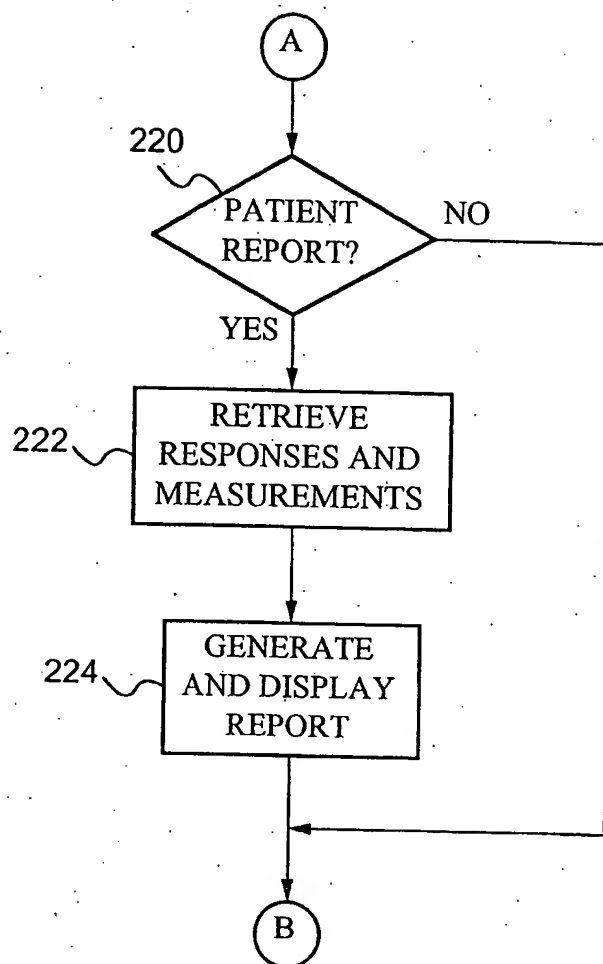 A
220
PATIENT
REPORT?
NO
YES
222
RETRIEVE
RESPONSES AND
MEASUREMENTS
224
GENERATE
AND DISPLAY
REPORT
B